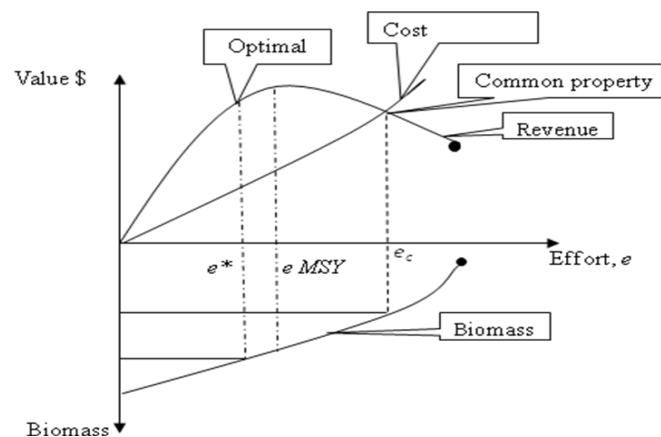 Optimal
Cost
Value $
Common property
Revenue
e*
e MSY
e_c
Effort, e
Biomass
Biomass